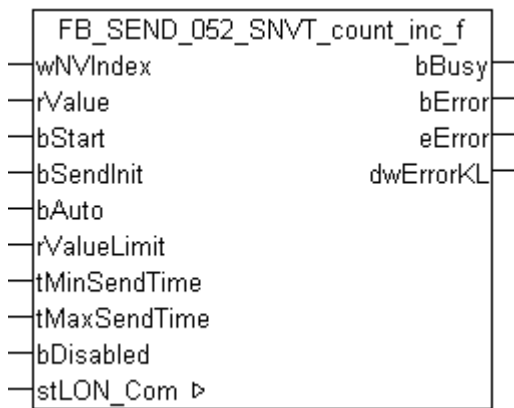 FB_SEND_052_SNVT_count_inc_f
wNVIndex bBusy
rValue bError
bStart eError
bSendInit dwErrorKL
bAuto
rValueLimit
tMinSendTime
tMaxSendTime
bDisabled
stLON_Com ▷